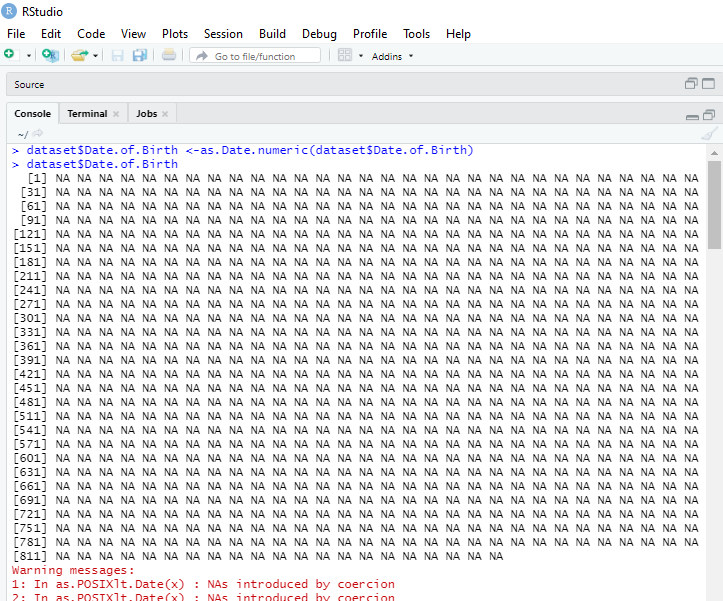 R RStudio
File Edit Code View Plots Session Build Debug Profile Tools Help
Go to file/function Addins
Source
Console Terminal Jobs
~/
> dataset$Date.of.Birth <-as.Date.numeric(dataset$Date.of.Birth)
> dataset$Date.of.Birth
[1] NA NA NA NA NA NA NA NA NA NA NA NA NA NA NA NA NA NA NA NA NA NA NA NA NA NA NA NA NA NA
[31] NA NA NA NA NA NA NA NA NA NA NA NA NA NA NA NA NA NA NA NA NA NA NA NA NA NA NA NA NA NA
[61] NA NA NA NA NA NA NA NA NA NA NA NA NA NA NA NA NA NA NA NA NA NA NA NA NA NA NA NA NA NA
[91] NA NA NA NA NA NA NA NA NA NA NA NA NA NA NA NA NA NA NA NA NA NA NA NA NA NA NA NA NA NA
[121] NA NA NA NA NA NA NA NA NA NA NA NA NA NA NA NA NA NA NA NA NA NA NA NA NA NA NA NA NA NA
[151] NA NA NA NA NA NA NA NA NA NA NA NA NA NA NA NA NA NA NA NA NA NA NA NA NA NA NA NA NA NA
[181] NA NA NA NA NA NA NA NA NA NA NA NA NA NA NA NA NA NA NA NA NA NA NA NA NA NA NA NA NA NA
[211] NA NA NA NA NA NA NA NA NA NA NA NA NA NA NA NA NA NA NA NA NA NA NA NA NA NA NA NA NA NA
[241] NA NA NA NA NA NA NA NA NA NA NA NA NA NA NA NA NA NA NA NA NA NA NA NA NA NA NA NA NA NA
[271] NA NA NA NA NA NA NA NA NA NA NA NA NA NA NA NA NA NA NA NA NA NA NA NA NA NA NA NA NA NA
[301] NA NA NA NA NA NA NA NA NA NA NA NA NA NA NA NA NA NA NA NA NA NA NA NA NA NA NA NA NA NA
[331] NA NA NA NA NA NA NA NA NA NA NA NA NA NA NA NA NA NA NA NA NA NA NA NA NA NA NA NA NA NA
[361] NA NA NA NA NA NA NA NA NA NA NA NA NA NA NA NA NA NA NA NA NA NA NA NA NA NA NA NA NA NA
[391] NA NA NA NA NA NA NA NA NA NA NA NA NA NA NA NA NA NA NA NA NA NA NA NA NA NA NA NA NA NA
[421] NA NA NA NA NA NA NA NA NA NA NA NA NA NA NA NA NA NA NA NA NA NA NA NA NA NA NA NA NA NA
[451] NA NA NA NA NA NA NA NA NA NA NA NA NA NA NA NA NA NA NA NA NA NA NA NA NA NA NA NA NA NA
[481] NA NA NA NA NA NA NA NA NA NA NA NA NA NA NA NA NA NA NA NA NA NA NA NA NA NA NA NA NA NA
[511] NA NA NA NA NA NA NA NA NA NA NA NA NA NA NA NA NA NA NA NA NA NA NA NA NA NA NA NA NA NA
[541] NA NA NA NA NA NA NA NA NA NA NA NA NA NA NA NA NA NA NA NA NA NA NA NA NA NA NA NA NA NA
[571] NA NA NA NA NA NA NA NA NA NA NA NA NA NA NA NA NA NA NA NA NA NA NA NA NA NA NA NA NA NA
[601] NA NA NA NA NA NA NA NA NA NA NA NA NA NA NA NA NA NA NA NA NA NA NA NA NA NA NA NA NA NA
[631] NA NA NA NA NA NA NA NA NA NA NA NA NA NA NA NA NA NA NA NA NA NA NA NA NA NA NA NA NA NA
[661] NA NA NA NA NA NA NA NA NA NA NA NA NA NA NA NA NA NA NA NA NA NA NA NA NA NA NA NA NA NA
[691] NA NA NA NA NA NA NA NA NA NA NA NA NA NA NA NA NA NA NA NA NA NA NA NA NA NA NA NA NA NA
[721] NA NA NA NA NA NA NA NA NA NA NA NA NA NA NA NA NA NA NA NA NA NA NA NA NA NA NA NA NA NA
[751] NA NA NA NA NA NA NA NA NA NA NA NA NA NA NA NA NA NA NA NA NA NA NA NA NA NA NA NA NA NA
[781] NA NA NA NA NA NA NA NA NA NA NA NA NA NA NA NA NA NA NA NA NA NA NA NA NA NA NA NA NA NA
[811] NA NA NA NA NA NA NA NA NA NA NA NA NA NA NA NA NA NA NA NA NA
Warning messages:
1: In as.POSIXlt.Date(x) : NAs introduced by coercion
2: In as.POSIXlt.Date(x) : NAs introduced by coercion